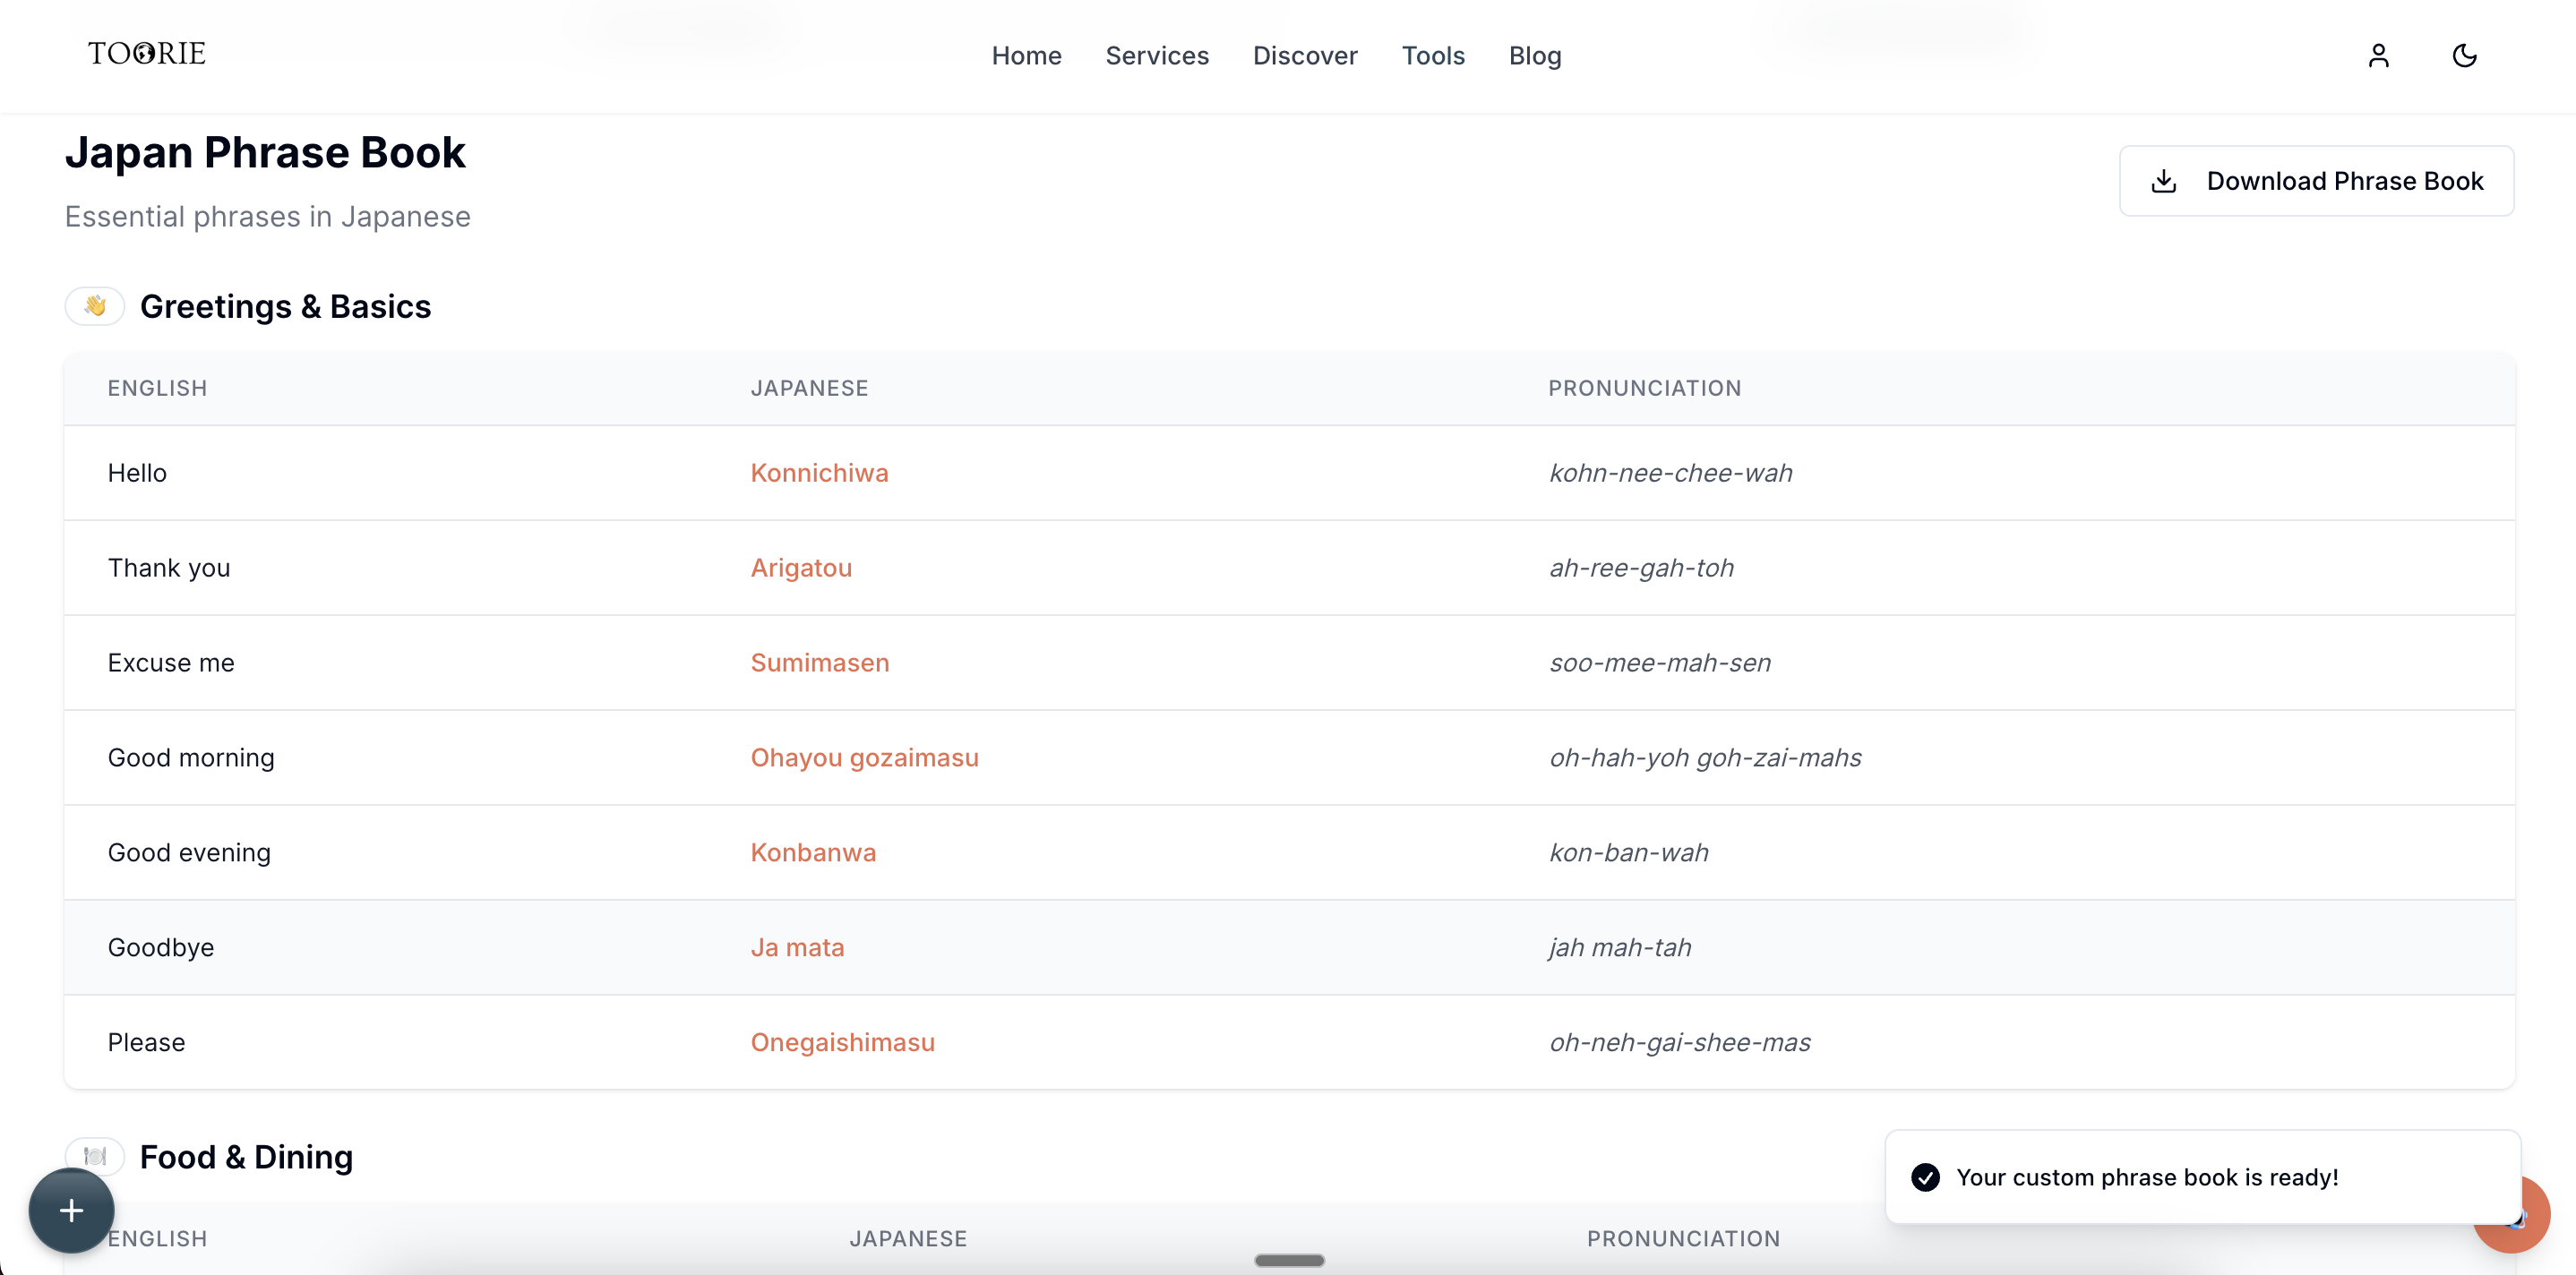 TOORIE
Home Services Discover Tools Blog
Japan Phrase Book
Essential phrases in Japanese
Download Phrase Book
Greetings & Basics
ENGLISH JAPANESE PRONUNCIATION
Hello Konnichiwa kohn-nee-chee-wah
Thank you Arigatou ah-ree-gah-toh
Excuse me Sumimasen soo-mee-mah-sen
Good morning Ohayou gozaimasu oh-hah-yoh goh-zai-mahs
Good evening Konbanwa kon-ban-wah
Goodbye Ja mata jah mah-tah
Please Onegaishimasu oh-neh-gai-shee-mas
Food & Dining
Your custom phrase book is ready!
ENGLISH JAPANESE PRONUNCIATION